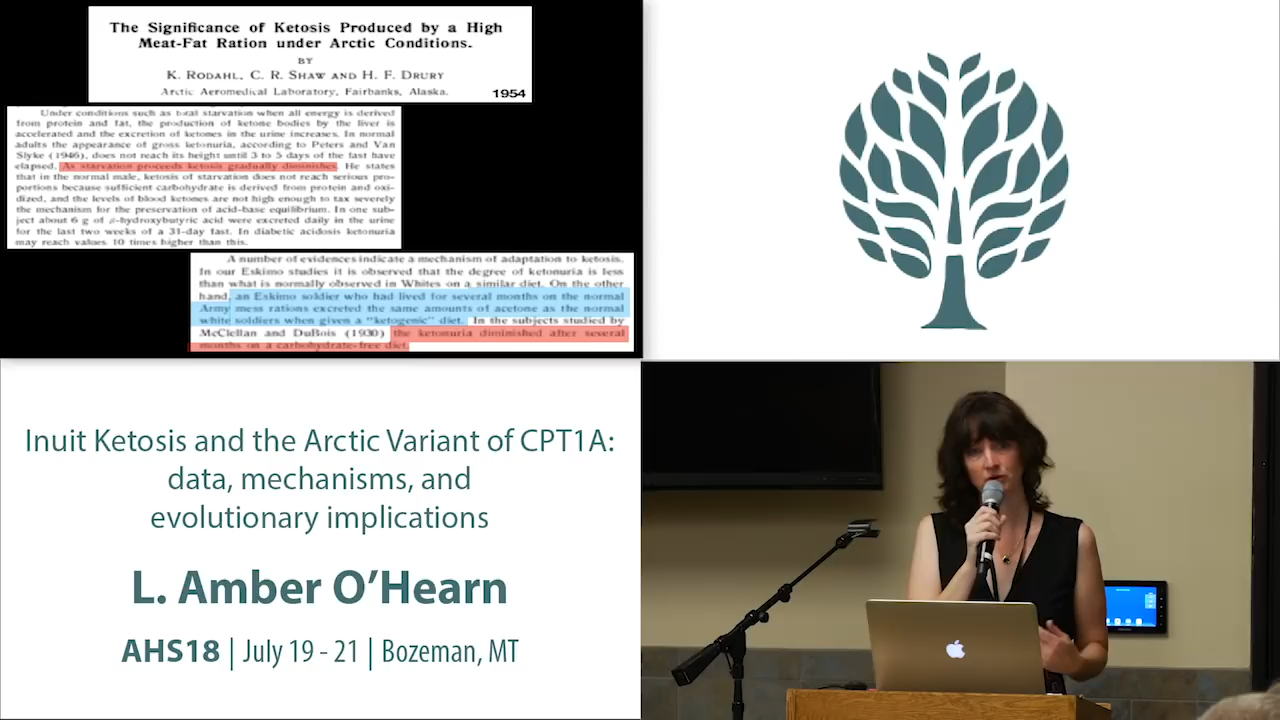 The Significance of Ketosis Produced by a High
Meat-Fat Ration under Arctic Conditions.
BY
K. RODAHL, C. R. SHAW AND H. F. DRURY
Arctic Aeromedical Laboratory, Fairbanks, Alaska.
1954
Under conditions such as total starvation when all energy is derived
from protein and fat, the production of ketone bodies by the liver is
accelerated and the excretion of ketones in the urine increases. In normal
adults the appearance of gross ketonuria, according to Peters and Van
Slyke (1946), does not reach its height until 3 to 5 days of the fast have
elapsed. As starvation proceeds ketosis gradually diminishes. He states
that in the normal male, ketosis of starvation does not reach serious pro-
portions because sufficient carbohydrate is derived from protein and oxi-
dized, and the levels of blood ketones are not high enough to tax severely
the mechanism for the preservation of acid-base equilibrium. In one sub-
ject about 6 g of β-hydroxybutyric acid were excreted daily in the urine
for the last two weeks of a 31-day fast. In diabetic acidosis ketonuria
may reach values 10 times higher than this.
A number of evidences indicate a mechanism of adaptation to ketosis.
In our Eskimo studies it is observed that the degree of ketonuria is less
than what is normally observed in Whites on a similar diet. On the other
hand, an Eskimo soldier who had lived for several months on the normal
Army mess rations excreted the same amounts of acetone as the normal
white soldiers when given a "ketogenic" diet. In the subjects studied by
McClellan and DuBois (1930) the ketonuria diminished after several
months on a carbohydrate-free diet.
Inuit Ketosis and the Arctic Variant of CPT1A:
data, mechanisms, and
evolutionary implications
L. Amber O'Hearn
AHS18 | July 19 - 21 | Bozeman, MT